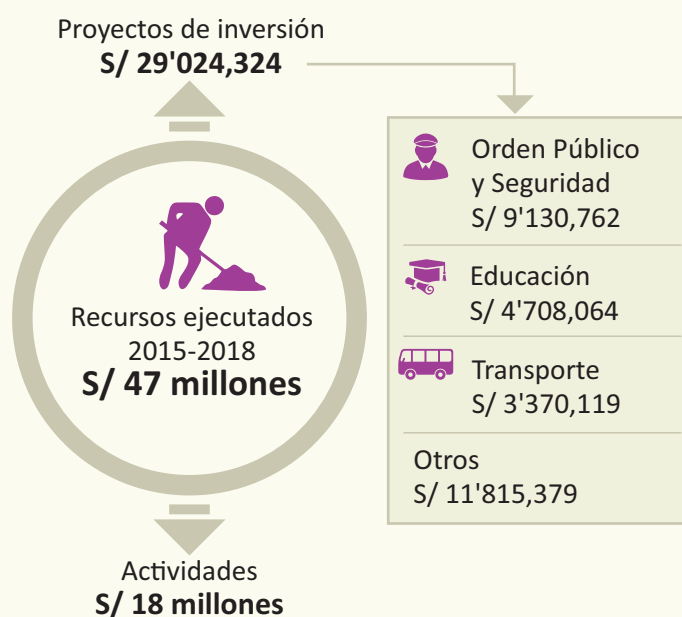 Proyectos de inversión
S/ 29'024,324
Orden Público
y Seguridad
S/ 9'130,762
Educación
S/ 4'708,064
Transporte
S/ 3'370,119
Otros
S/ 11'815,379
Recursos ejecutados
2015-2018
S/ 47 millones
Actividades
S/ 18 millones